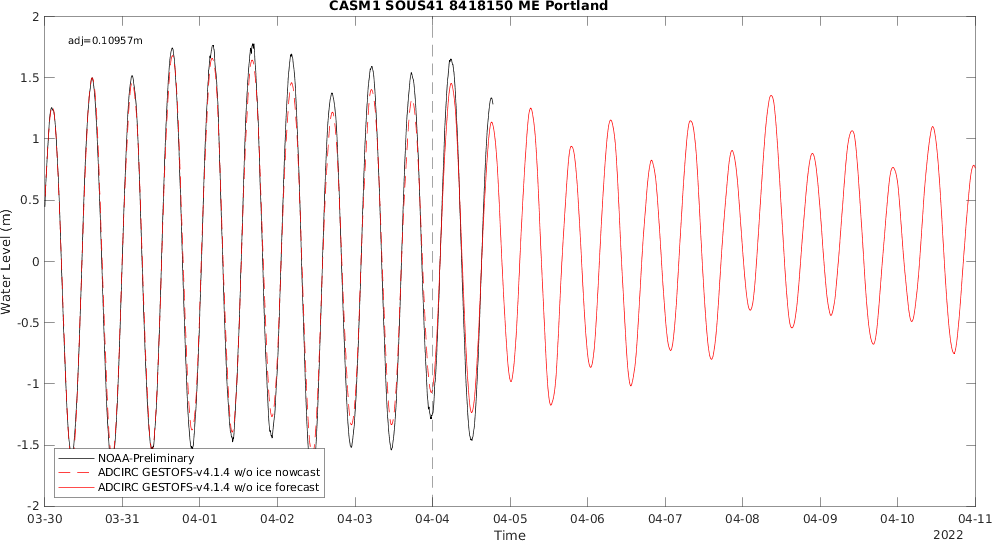 CASM1 SOUS41 8418150 ME Portland
adj=0.10957m
Water Level (m)
2
1.5
1
0.5
0
-0.5
-1
-1.5
-2
NOAA-Preliminary
ADCIRC GESTOFS-v4.1.4 w/o ice nowcast
ADCIRC GESTOFS-v4.1.4 w/o ice forecast
03-30 03-31 04-01 04-02 04-03 04-04 04-05 04-06 04-07 04-08 04-09 04-10 04-11
Time
2022